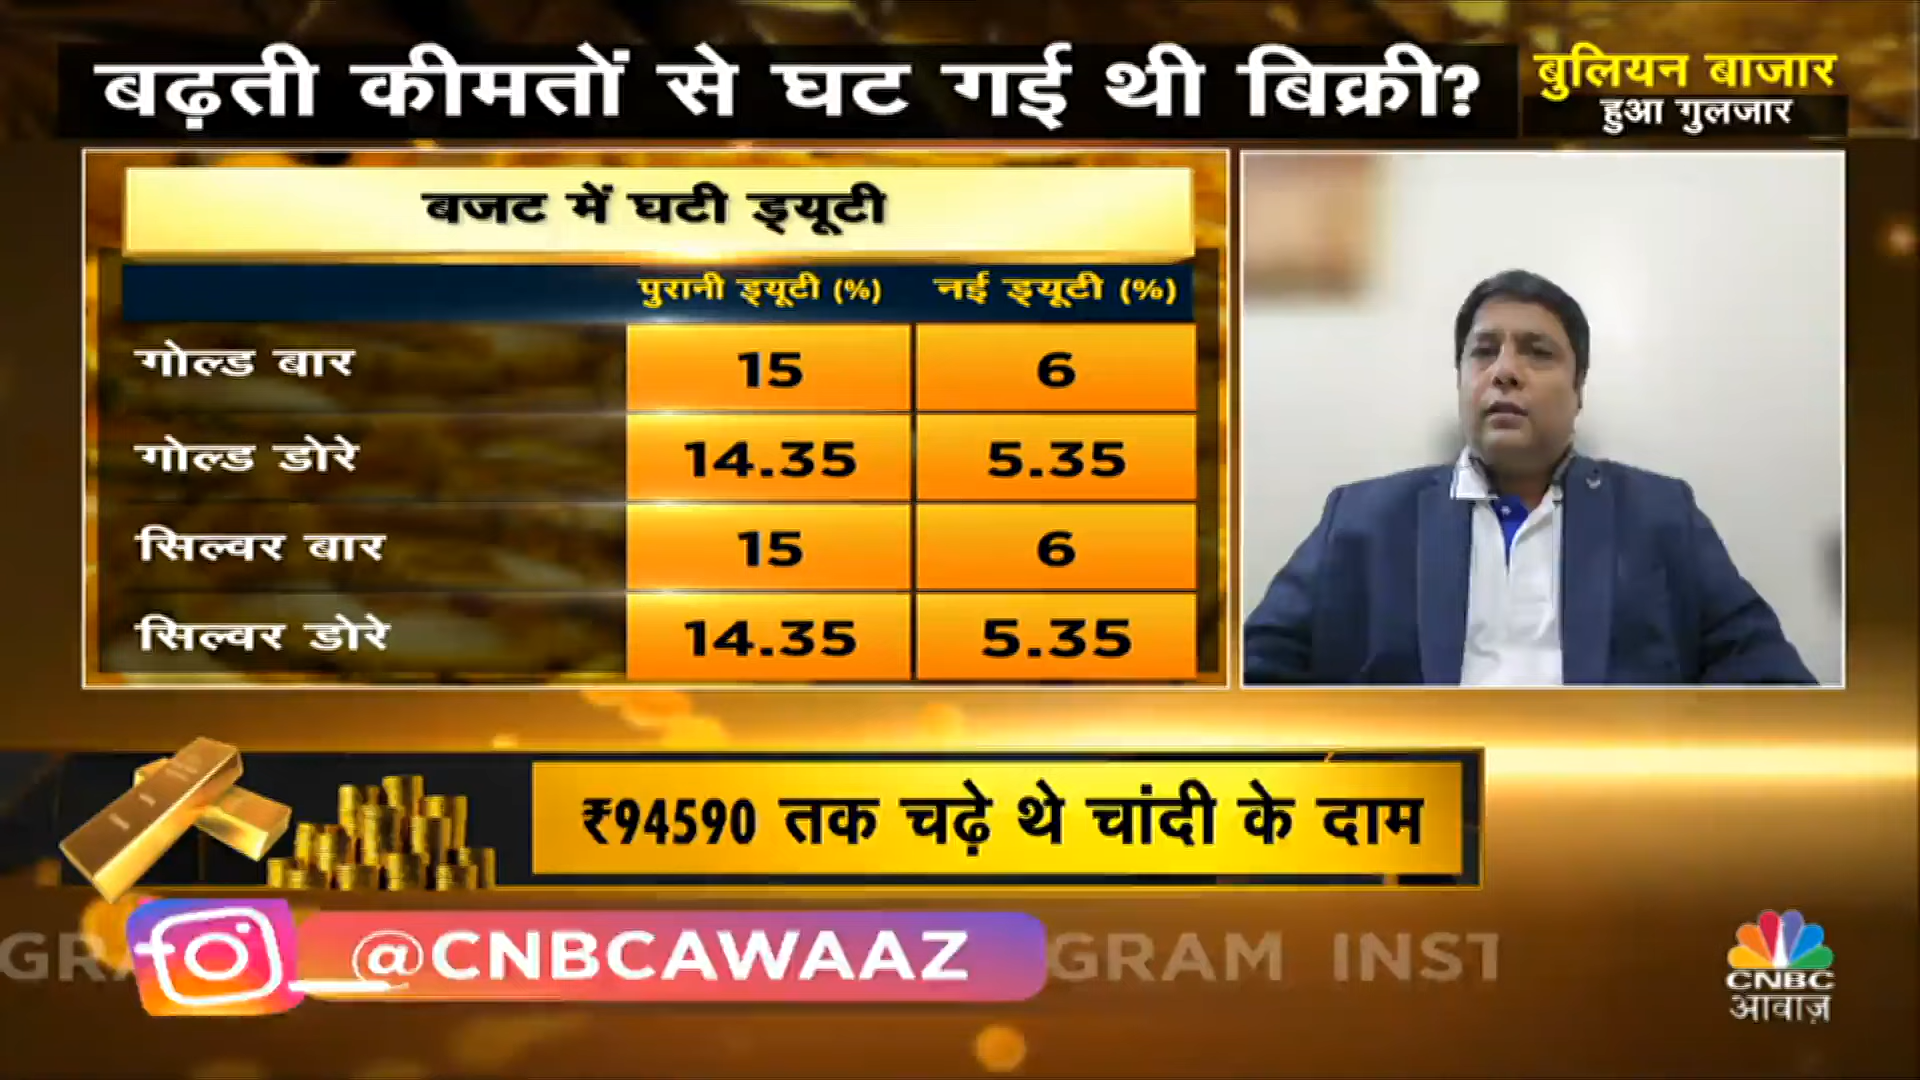 बढ़ती कीमतों से घट गई थी बिक्री?
बुलियन बाजार
हुआ गुलजार
बजट में घटी ड्यूटी
पुरानी ड्यूटी (%) नई ड्यूटी (%)
गोल्ड बार 15 6
गोल्ड डोरे 14.35 5.35
सिल्वर बार 15 6
सिल्वर डोरे 14.35 5.35
₹94590 तक चढ़े थे चांदी के दाम
GRA @CNBCAWAAZ GRAM INST
CNBC
आवाज़